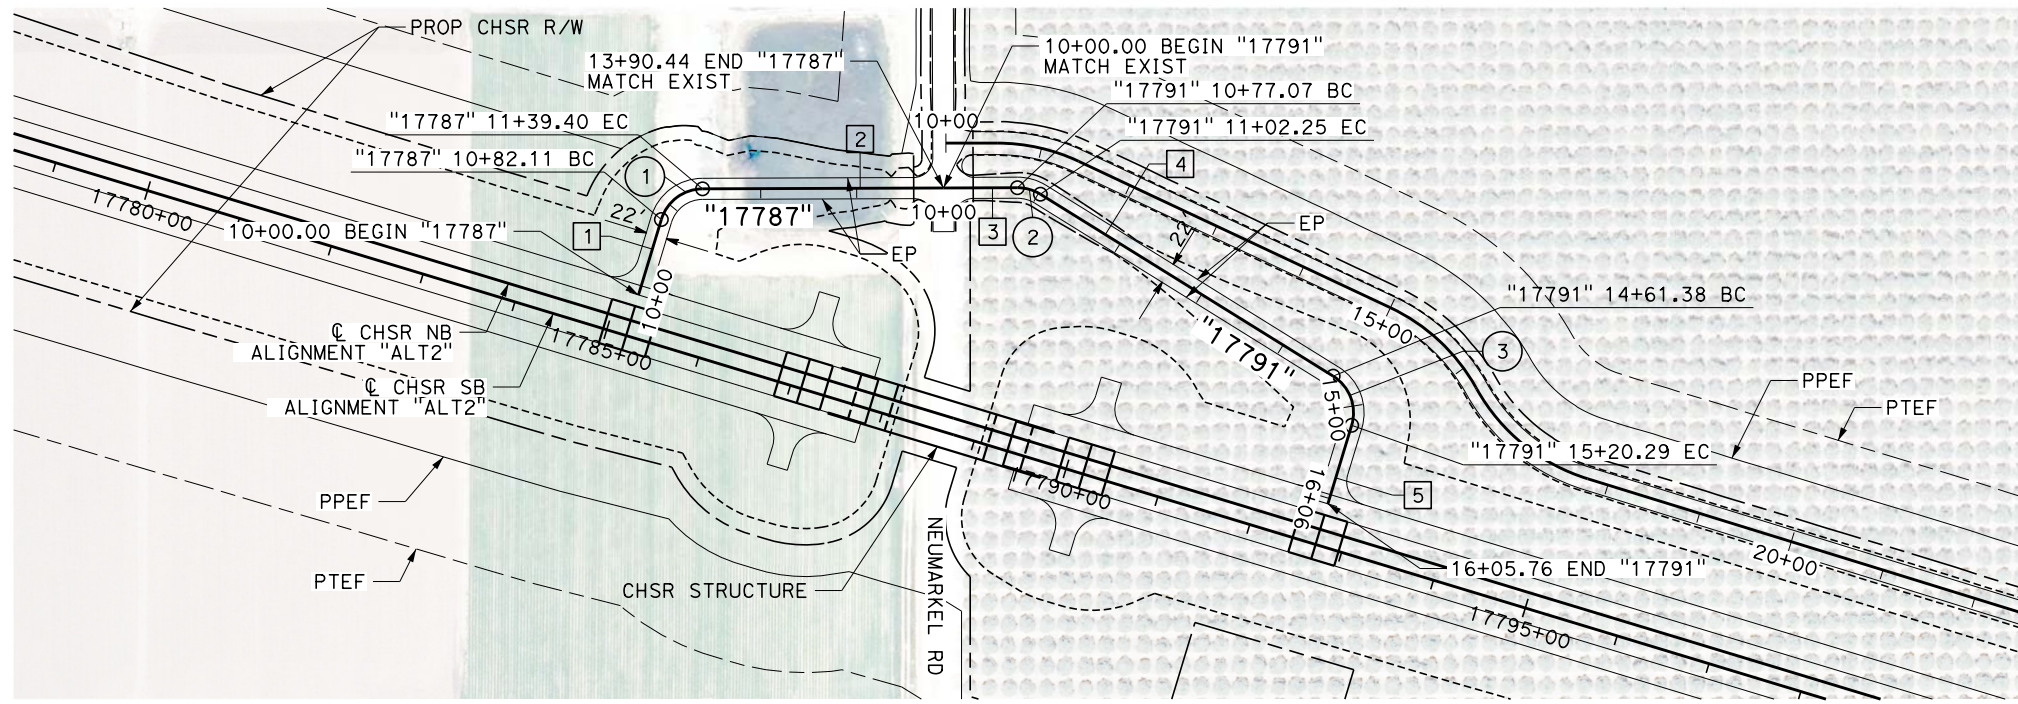 PROP CHSR R/W
13+90.44 END "17787"
MATCH EXIST
10+00.00 BEGIN "17791"
MATCH EXIST
"17791" 10+77.07 BC
"17787" 11+39.40 EC
10+00
"17791" 11+02.25 EC
2
"17787" 10+82.11 BC
1
4
17780+00
22'
"17787"
10+00
10+00.00 BEGIN "17787"
1
3
2
EP
22'
EP
10+00
"17791" 14+61.38 BC
15+00
℄ CHSR NB
ALIGNMENT "ALT2"
17785+00
"17791"
3
℄ CHSR SB
ALIGNMENT "ALT2"
PPEF
PTEF
15+00
"17791" 15+20.29 EC
PPEF
17790+00
16+06
5
NEUMARKEL RD
20+00
PTEF
CHSR STRUCTURE
16+05.76 END "17791"
17795+00